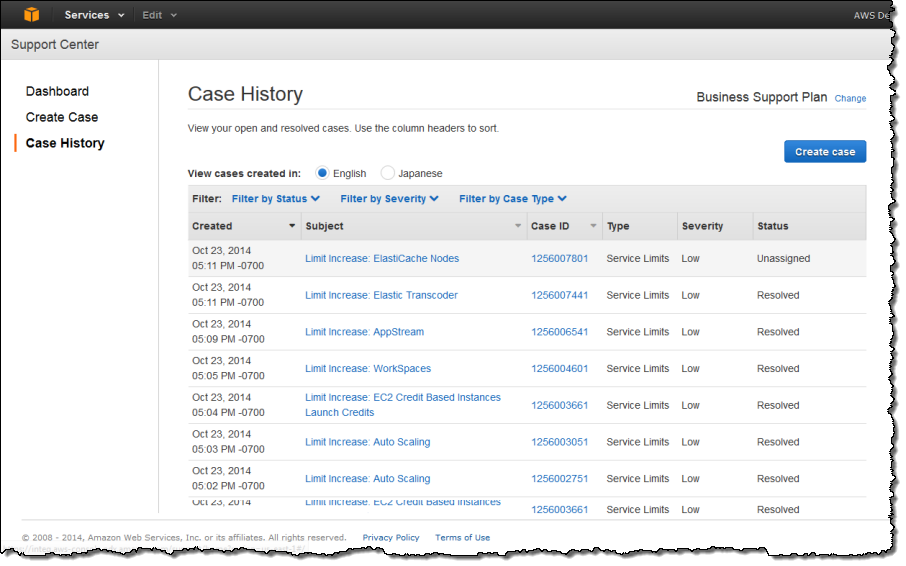 Services Edit AWS De
Support Center
Dashboard
Create Case
Case History
Case History
Business Support Plan Change
View your open and resolved cases. Use the column headers to sort.
Create case
View cases created in: English Japanese
Filter: Filter by Status Filter by Severity Filter by Case Type
Created Subject Case ID Type Severity Status
Oct 23, 2014
05:11 PM -0700
Limit Increase: ElastiCache Nodes 1256007801 Service Limits Low Unassigned
Oct 23, 2014
05:11 PM -0700
Limit Increase: Elastic Transcoder 1256007441 Service Limits Low Resolved
Oct 23, 2014
05:09 PM -0700
Limit Increase: AppStream 1256006541 Service Limits Low Resolved
Oct 23, 2014
05:05 PM -0700
Limit Increase: WorkSpaces 1256004601 Service Limits Low Resolved
Oct 23, 2014
05:04 PM -0700
Limit Increase: EC2 Credit Based Instances
Launch Credits
1256003661 Service Limits Low Resolved
Oct 23, 2014
05:03 PM -0700
Limit Increase: Auto Scaling 1256003051 Service Limits Low Resolved
Oct 23, 2014
05:02 PM -0700
Limit Increase: Auto Scaling 1256002751 Service Limits Low Resolved
Oct 23, 2014 Limit Increase: EC2 Credit Based Instances
1256003661 Service Limits Low Resolved
© 2008 - 2014, Amazon Web Services, Inc. or its affiliates. All rights reserved. Privacy Policy Terms of Use